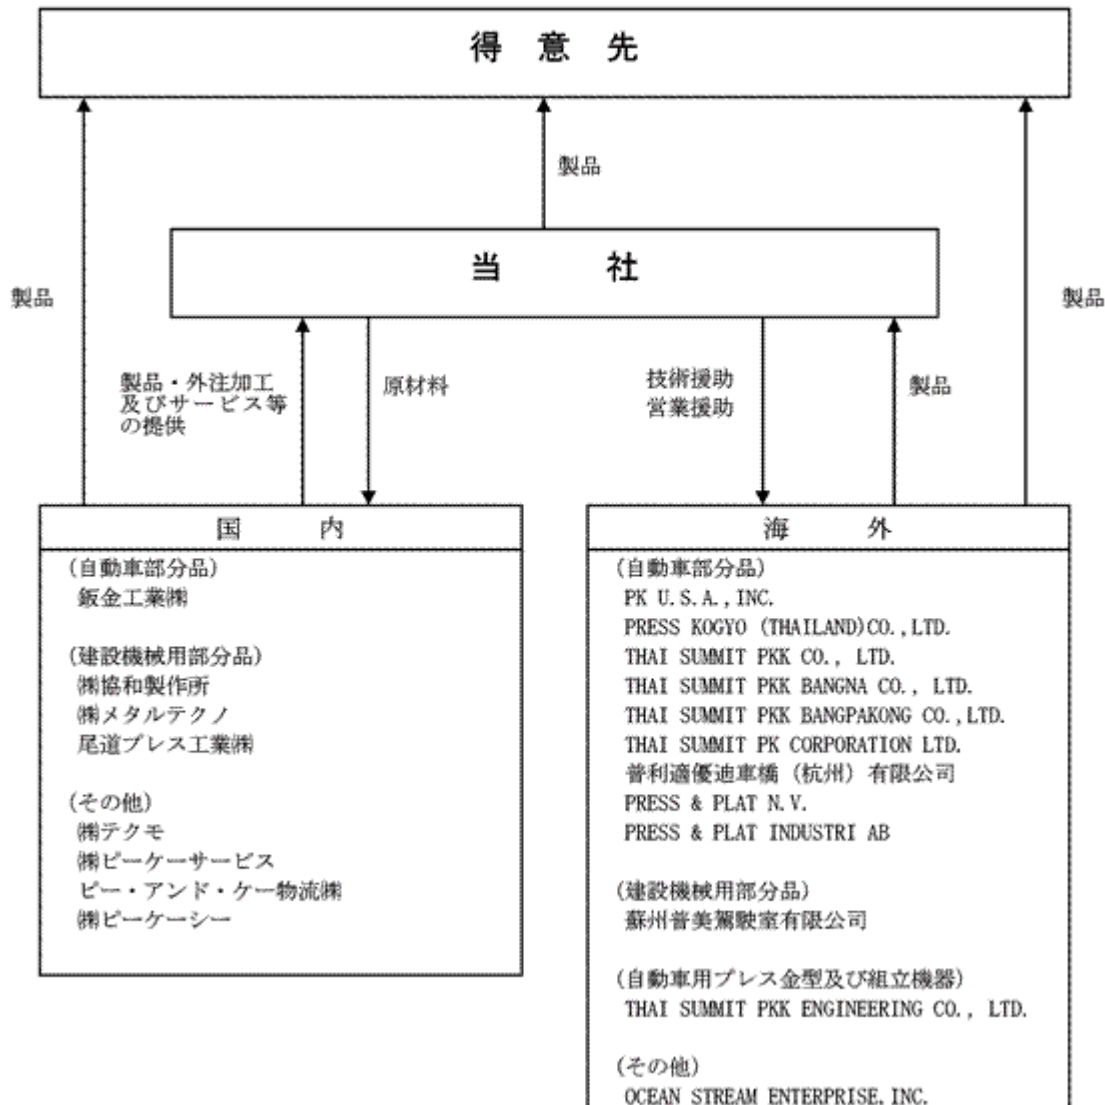 得 意 先
製品
当 社
製品
製品
製品・外注加工
及びサービス等
の提供
原材料
技術援助
営業援助
製品
国 内
(自動車部分品)
鈑金工業㈱
(建設機械用部分品)
㈱協和製作所
㈱メタルテクノ
尾道プレス工業㈱
(その他)
㈱テクモ
㈱ピーケーサービス
ピー・アンド・ケー物流㈱
㈱ピーケーシー
海 外
(自動車部分品)
PK U.S.A.,INC.
PRESS KOGYO (THAILAND)CO.,LTD.
THAI SUMMIT PKK CO., LTD.
THAI SUMMIT PKK BANGNA CO., LTD.
THAI SUMMIT PKK BANGPAKONG CO.,LTD.
THAI SUMMIT PK CORPORATION LTD.
普利適優迪車橋（杭州）有限公司
PRESS & PLAT N.V.
PRESS & PLAT INDUSTRI AB
(建設機械用部分品)
蘇州普美駕駛室有限公司
(自動車用プレス金型及び組立機器)
THAI SUMMIT PKK ENGINEERING CO., LTD.
(その他)
OCEAN STREAM ENTERPRISE,INC.